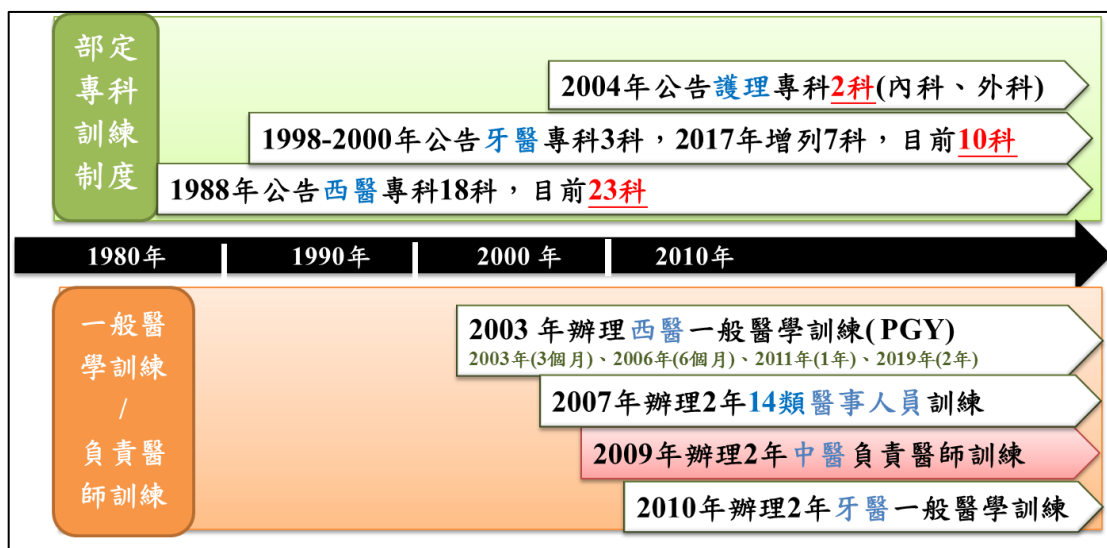 部定
專科
訓練
制度
2004年公告護理專科2科(內科、外科)
1998-2000年公告牙醫專科3科，2017年增列7科，目前10科
1988年公告西醫專科18科，目前23科
1980年
1990年
2000 年
2010年
一般醫
學訓練
/
負責醫
師訓練
2003 年辦理西醫一般醫學訓練( PGY)
2003年(3個月)、2006年(6個月)、2011年(1年)、2019年(2年)
2007年辦理2年14類醫事人員訓練
2009年辦理2年中醫負責醫師訓練
2010年辦理2年牙醫一般醫學訓練